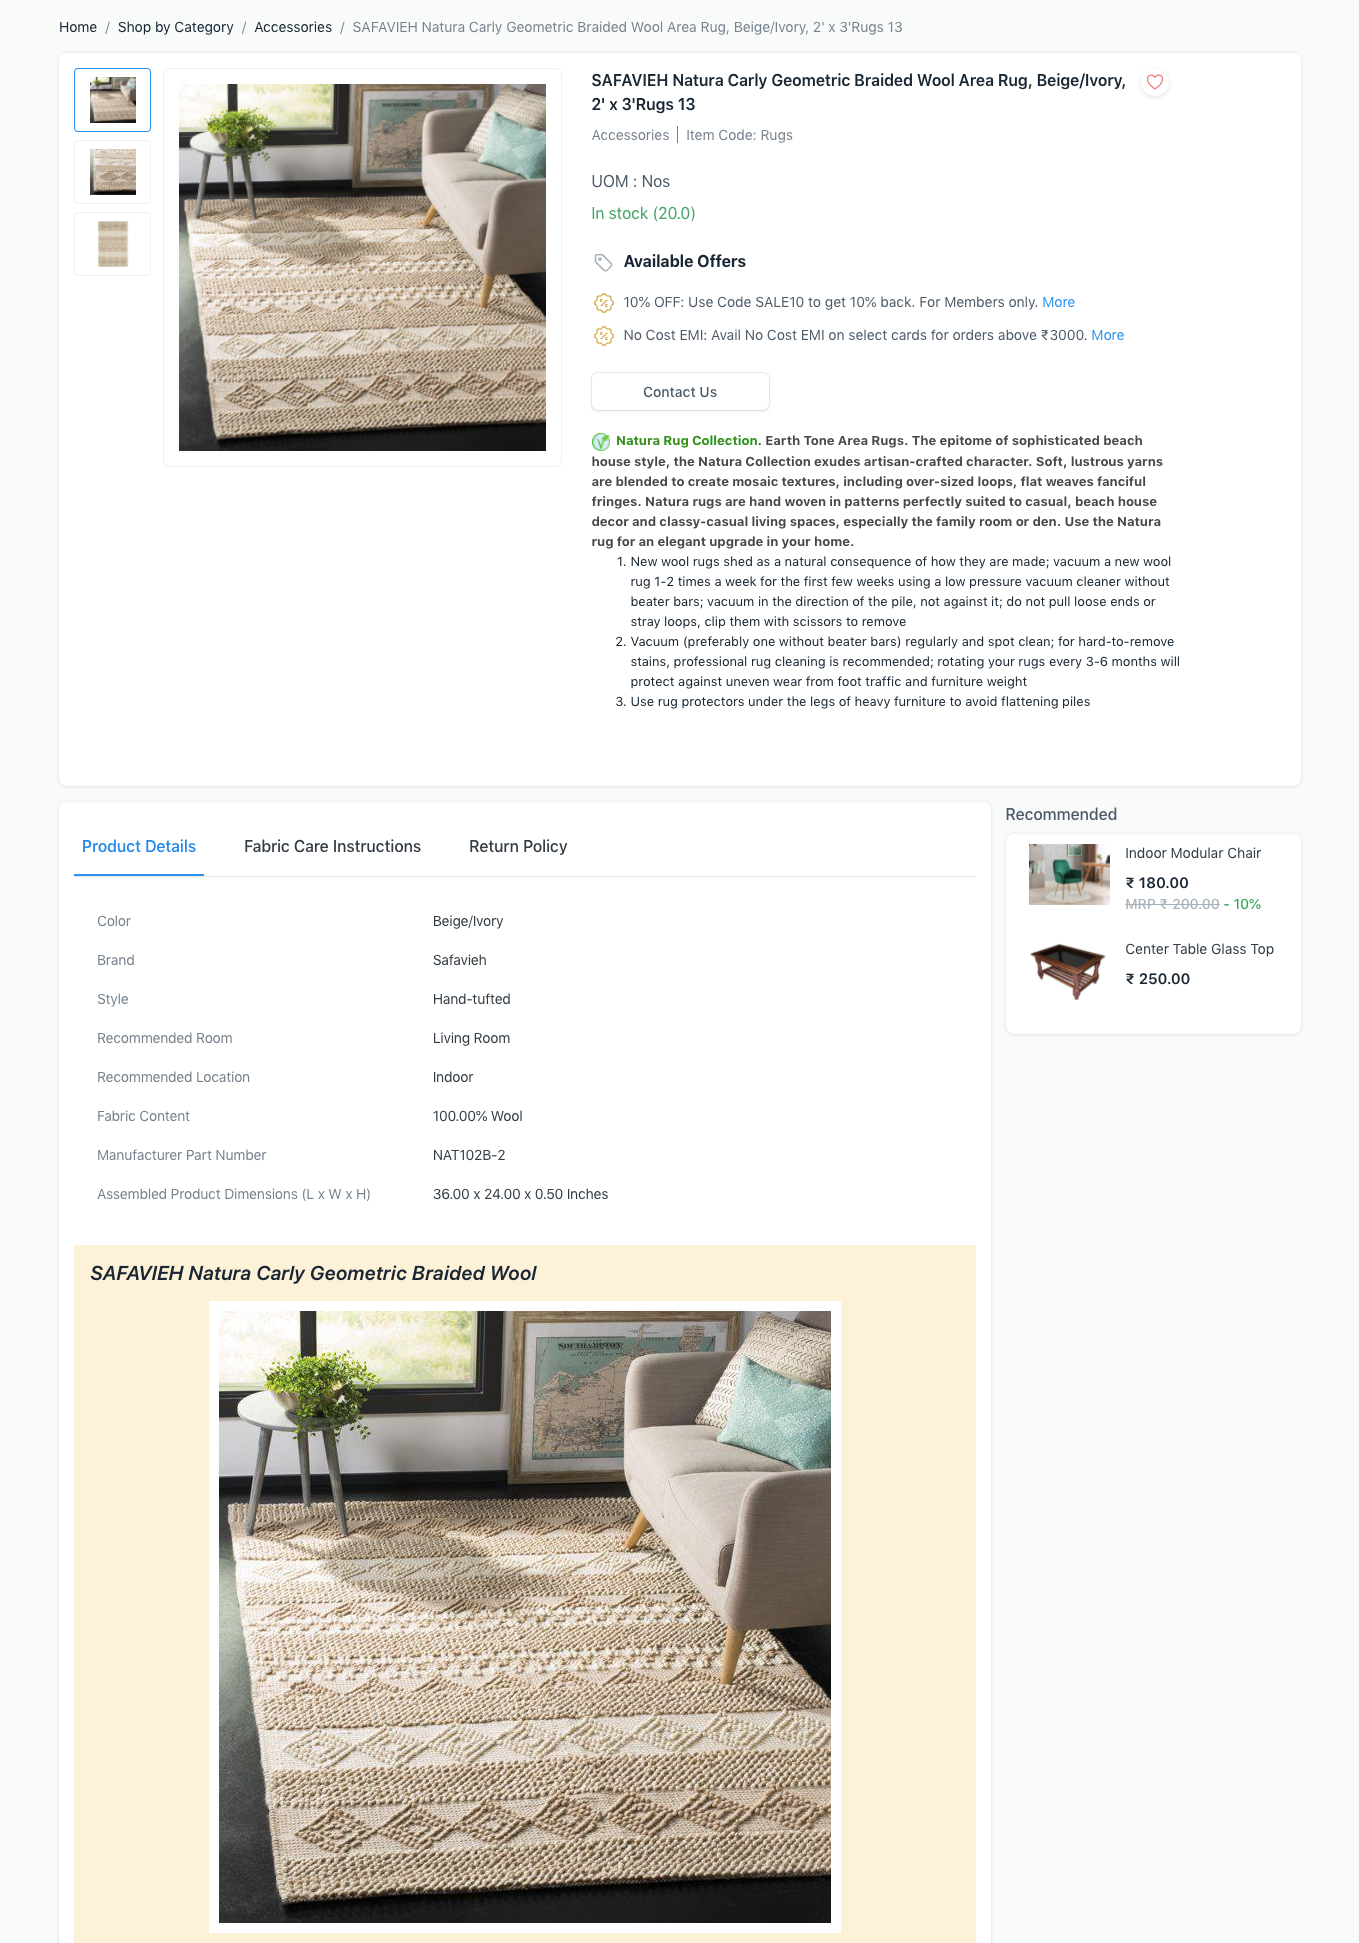 Home / Shop by Category / Accessories / SAFAVIEH Natura Carly Geometric Braided Wool Area Rug, Beige/Ivory, 2' x 3'Rugs 13
SAFAVIEH Natura Carly Geometric Braided Wool Area Rug, Beige/Ivory,
2' x 3'Rugs 13
Accessories | Item Code: Rugs
UOM : Nos
In stock (20.0)
Available Offers
10% OFF: Use Code SALE10 to get 10% back. For Members only. More
No Cost EMI: Avail No Cost EMI on select cards for orders above ₹3000. More
Contact Us
Natura Rug Collection. Earth Tone Area Rugs. The epitome of sophisticated beach
house style, the Natura Collection exudes artisan-crafted character. Soft, lustrous yarns
are blended to create mosaic textures, including over-sized loops, flat weaves fanciful
fringes. Natura rugs are hand woven in patterns perfectly suited to casual, beach house
decor and classy-casual living spaces, especially the family room or den. Use the Natura
rug for an elegant upgrade in your home.
1. New wool rugs shed as a natural consequence of how they are made; vacuum a new wool
rug 1-2 times a week for the first few weeks using a low pressure vacuum cleaner without
beater bars; vacuum in the direction of the pile, not against it; do not pull loose ends or
stray loops, clip them with scissors to remove
2. Vacuum (preferably one without beater bars) regularly and spot clean; for hard-to-remove
stains, professional rug cleaning is recommended; rotating your rugs every 3-6 months will
protect against uneven wear from foot traffic and furniture weight
3. Use rug protectors under the legs of heavy furniture to avoid flattening piles
Product Details Fabric Care Instructions Return Policy
Color Beige/Ivory
Brand Safavieh
Style Hand-tufted
Recommended Room Living Room
Recommended Location Indoor
Fabric Content 100.00% Wool
Manufacturer Part Number NAT102B-2
Assembled Product Dimensions (L x W x H) 36.00 x 24.00 x 0.50 Inches
Recommended
Indoor Modular Chair
₹ 180.00
MRP ₹ 200.00 - 10%
Center Table Glass Top
₹ 250.00
SAFAVIEH Natura Carly Geometric Braided Wool
SOUTHAMPTON